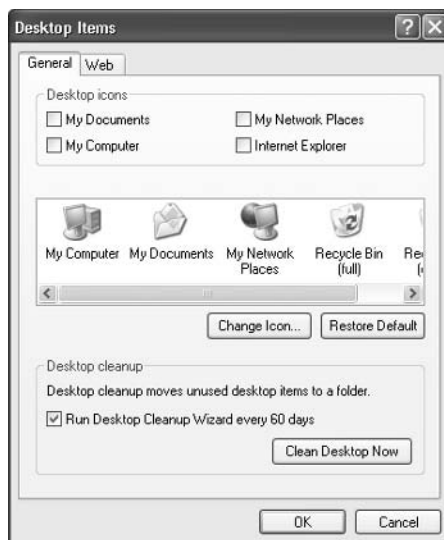 Desktop Items
General Web
Desktop icons
My Documents My Network Places
My Computer Internet Explorer
My Computer My Documents My Network Places Recycle Bin (full)
Change Icon... Restore Default
Desktop cleanup
Desktop cleanup moves unused desktop items to a folder.
Run Desktop Cleanup Wizard every 60 days
Clean Desktop Now
OK Cancel